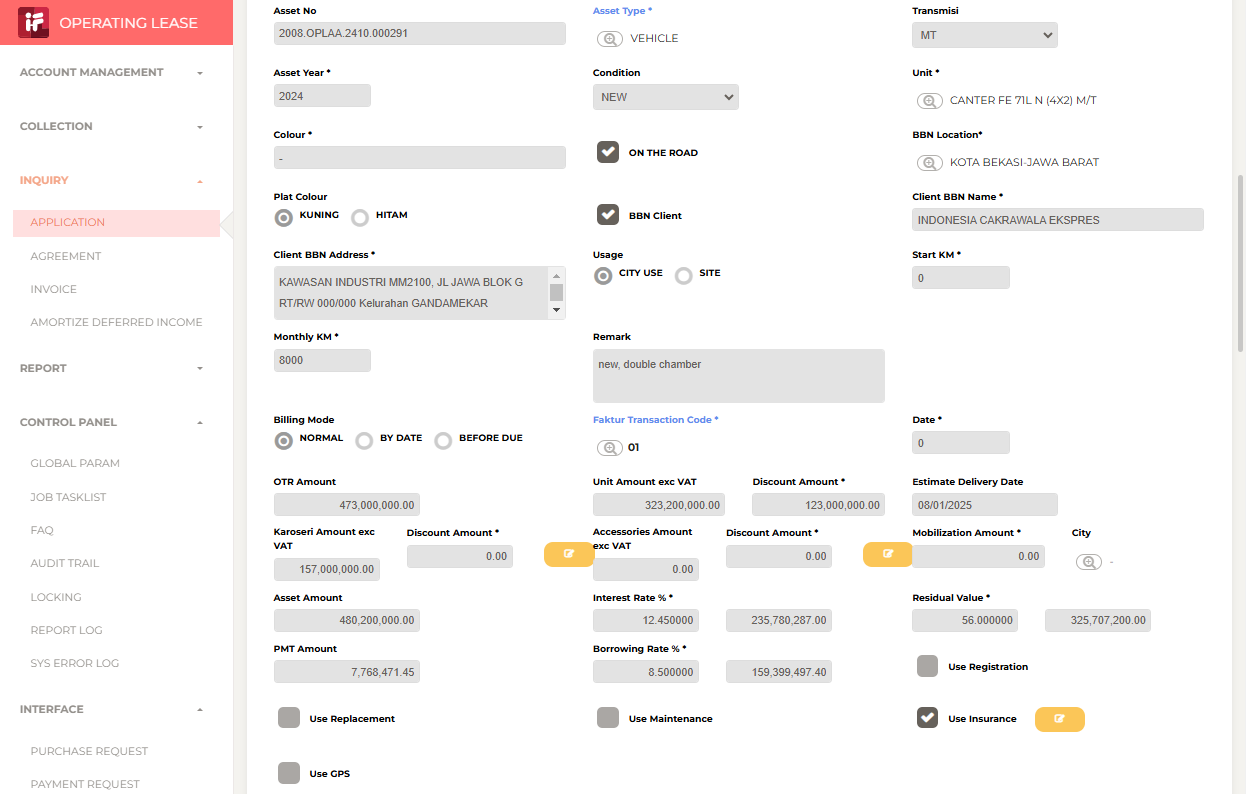 iF OPERATING LEASE
ACCOUNT MANAGEMENT
COLLECTION
INQUIRY
APPLICATION
AGREEMENT
INVOICE
AMORTIZE DEFERRED INCOME
REPORT
CONTROL PANEL
GLOBAL PARAM
JOB TASKLIST
FAQ
AUDIT TRAIL
LOCKING
REPORT LOG
SYS ERROR LOG
INTERFACE
PURCHASE REQUEST
PAYMENT REQUEST
Asset No
2008.OPLAA.2410.000291
Asset Type *
VEHICLE
Transmisi
MT
Asset Year *
2024
Condition
NEW
Unit *
CANTER FE 71L N (4X2) M/T
Colour *
-
ON THE ROAD
BBN Location*
KOTA BEKASI-JAWA BARAT
Plat Colour
KUNING HITAM
BBN Client
Client BBN Name *
INDONESIA CAKRAWALA EKSPRES
Client BBN Address *
KAWASAN INDUSTRI MM2100, JL JAWA BLOK G
RT/RW 000/000 Kelurahan GANDAMEKAR
Usage
CITY USE SITE
Start KM *
0
Monthly KM *
8000
Remark
new, double chamber
Billing Mode
NORMAL BY DATE BEFORE DUE
Faktur Transaction Code *
01
Date *
0
OTR Amount
473,000,000.00
Unit Amount exc VAT
323,200,000.00
Discount Amount *
123,000,000.00
Estimate Delivery Date
08/01/2025
Karoseri Amount exc
VAT
157,000,000.00
Discount Amount *
0.00
Accessories Amount
exc VAT
0.00
Discount Amount *
0.00
Mobilization Amount *
0.00
City
-
Asset Amount
480,200,000.00
Interest Rate % *
12.450000 235,780,287.00
Residual Value *
56.000000 325,707,200.00
PMT Amount
7,768,471.45
Borrowing Rate % *
8.500000 159,399,497.40
Use Registration
Use Replacement
Use Maintenance
Use Insurance
Use GPS